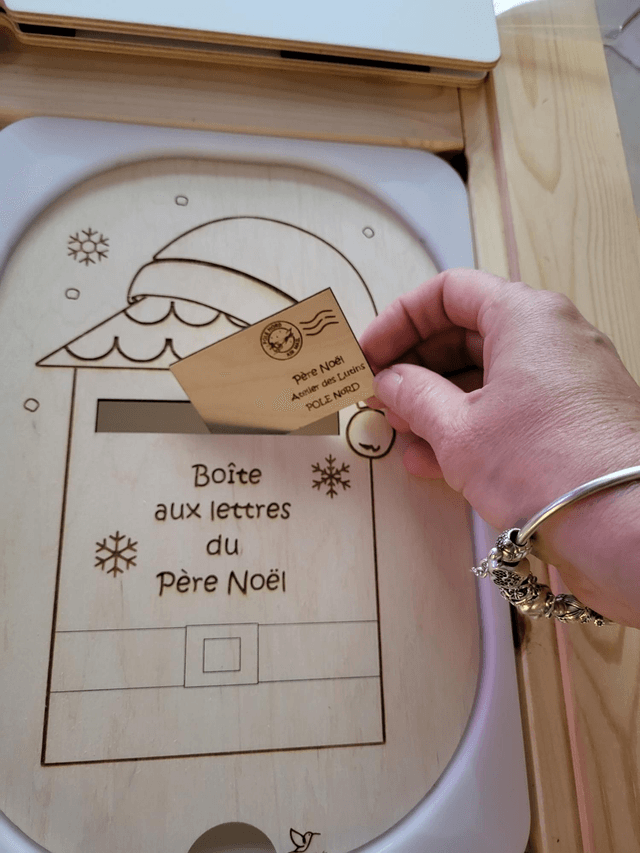 Père Noël
Atelier des Lutins
POLE NORD
Boîte
aux lettres
du
Père Noël